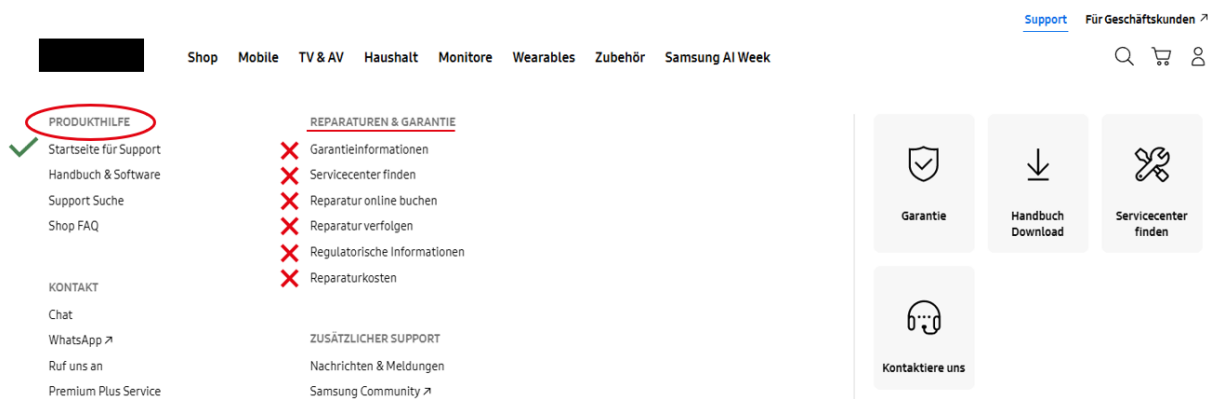 Support Für Geschäftskunden ↗
Shop Mobile TV & AV Haushalt Monitore Wearables Zubehör Samsung AI Week
PRODUKTHILFE
Startseite für Support
Handbuch & Software
Support Suche
Shop FAQ
KONTAKT
Chat
WhatsApp ↗
Ruf uns an
Premium Plus Service
REPARATUREN & GARANTIE
Garantieinformationen
Servicecenter finden
Reparatur online buchen
Reparatur verfolgen
Regulatorische Informationen
Reparaturkosten
ZUSÄTZLICHER SUPPORT
Nachrichten & Meldungen
Samsung Community ↗
Garantie
Handbuch
Download
Servicecenter
finden
Kontaktiere uns